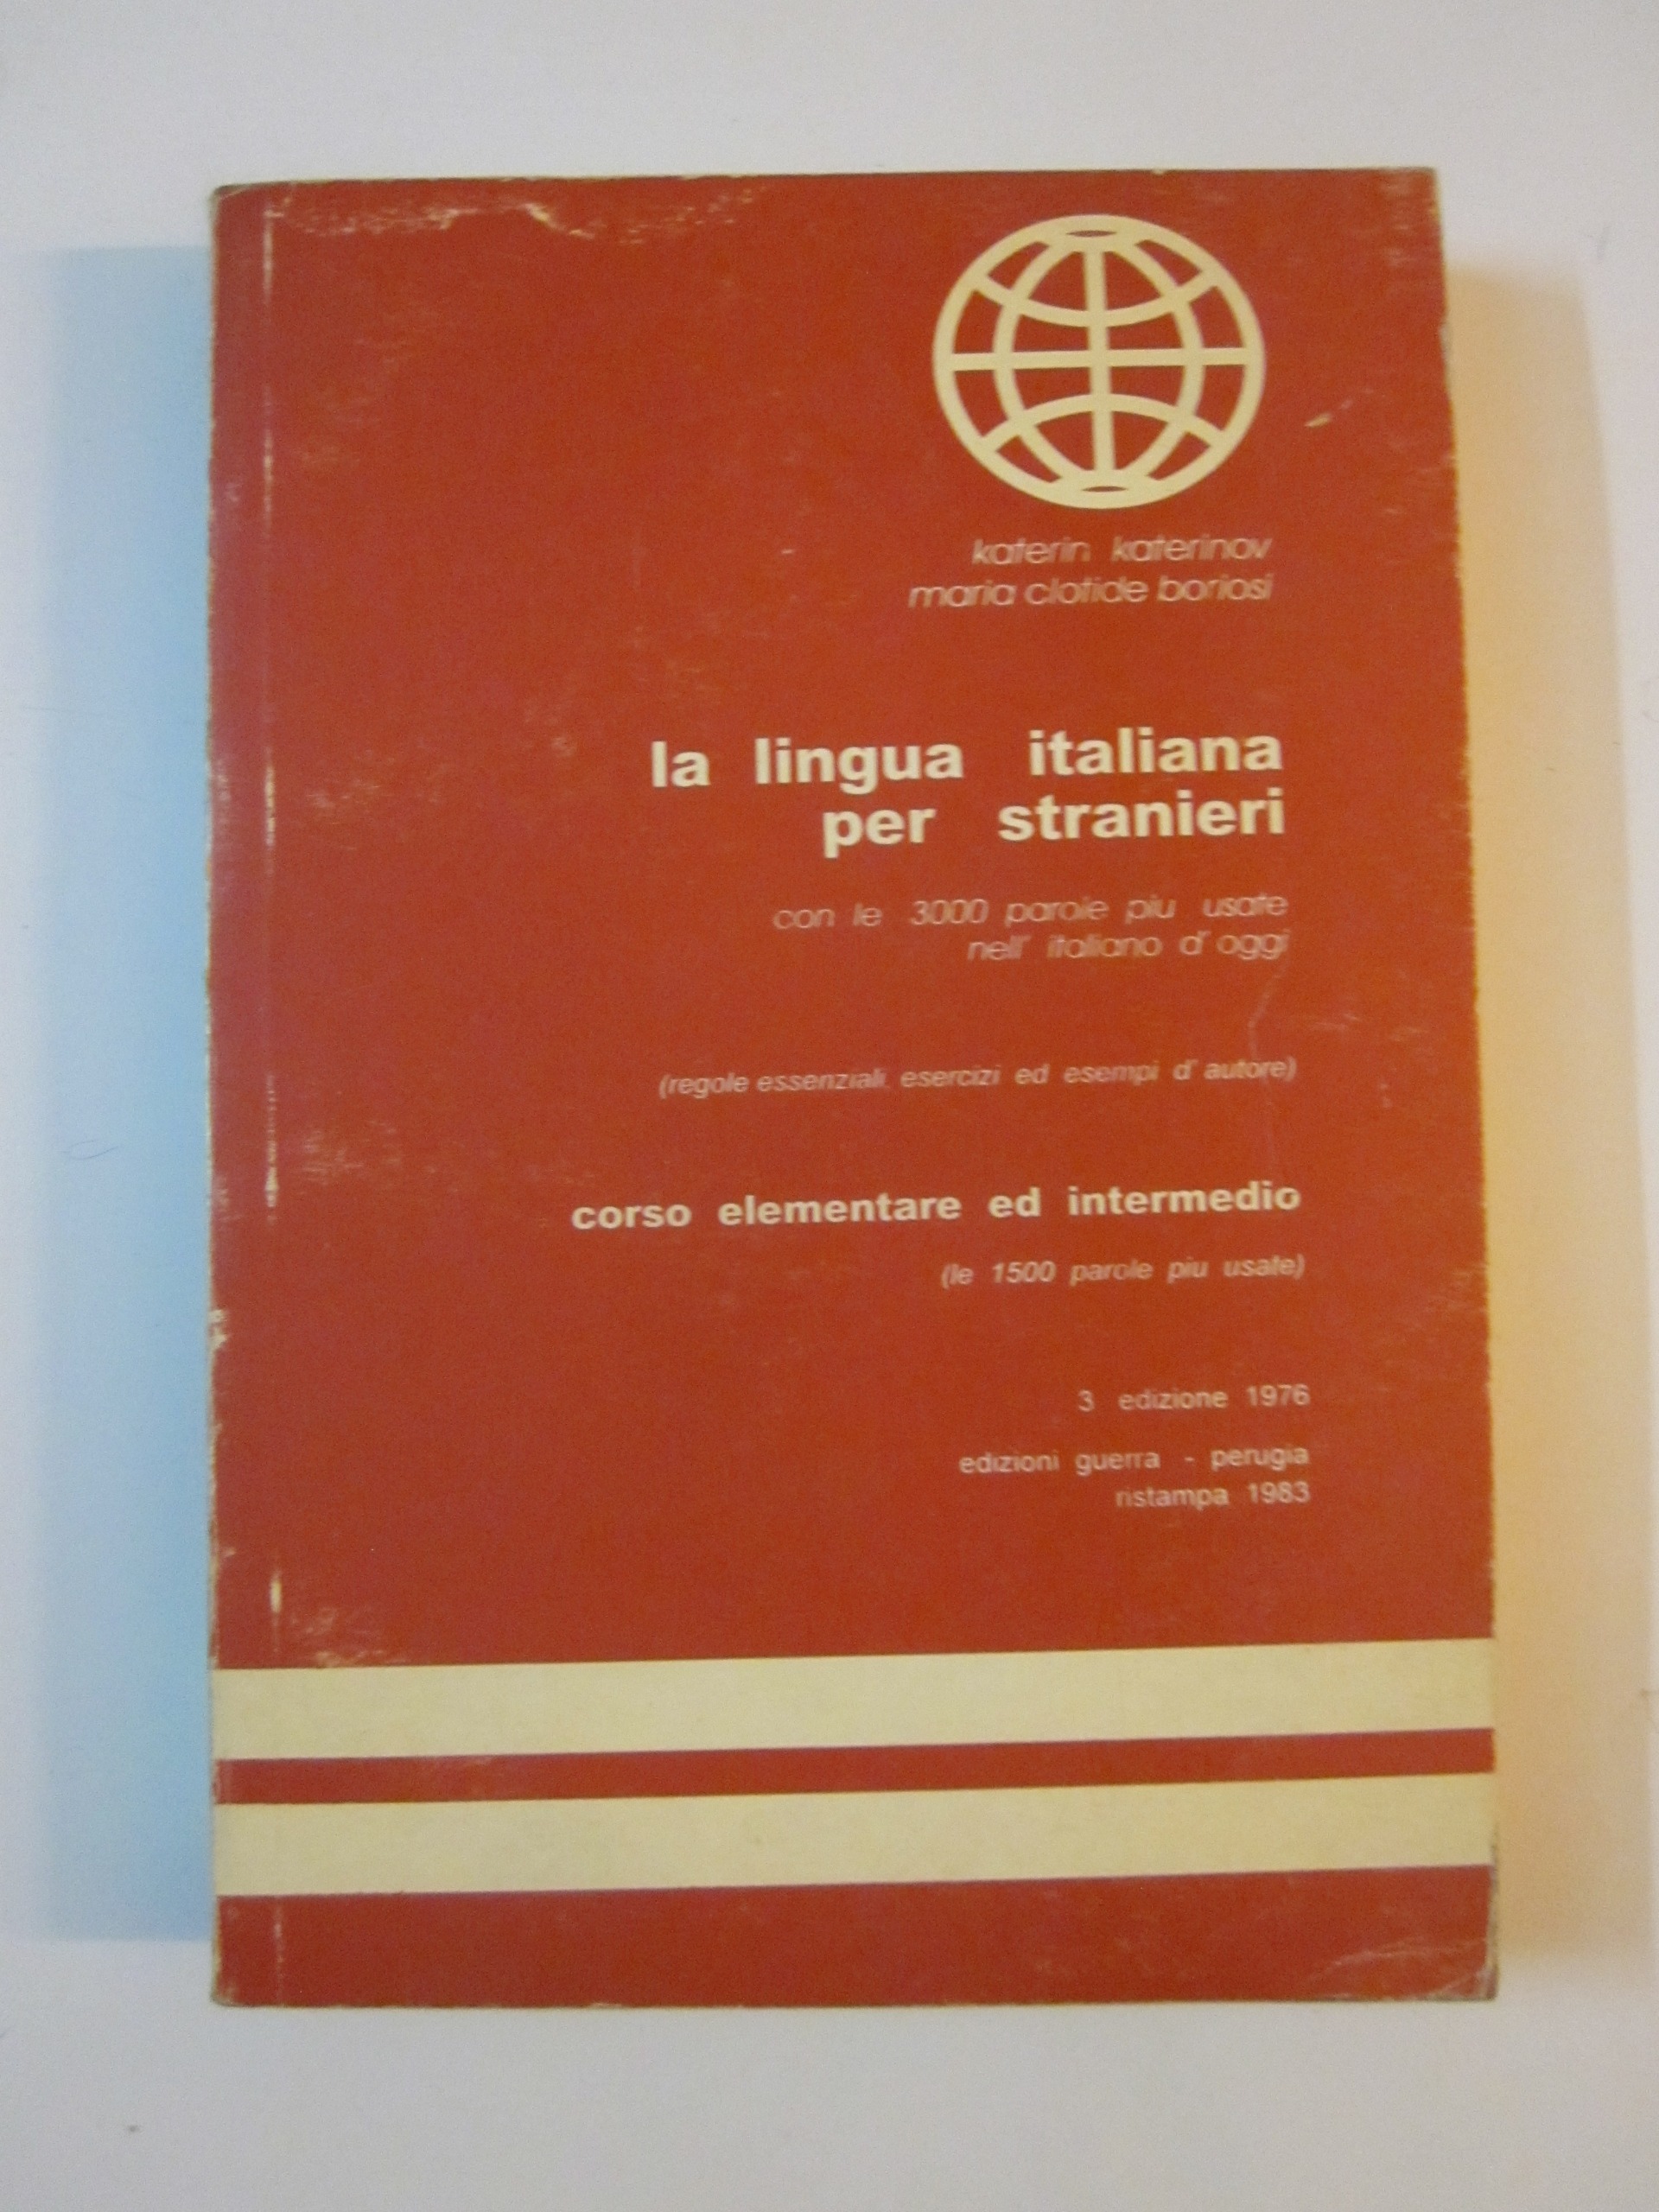 katerin katerinov
maria clotide boriosi
la lingua italiana
per stranieri
con le 3000 parole piu usate
nell' italiano d'oggi
(regole essenziali, esercizi ed esempi d'autore)
corso elementare ed intermedio
(le 1500 parole piu usate)
3 edizione 1976
edizioni guerra - perugia
ristampa 1983